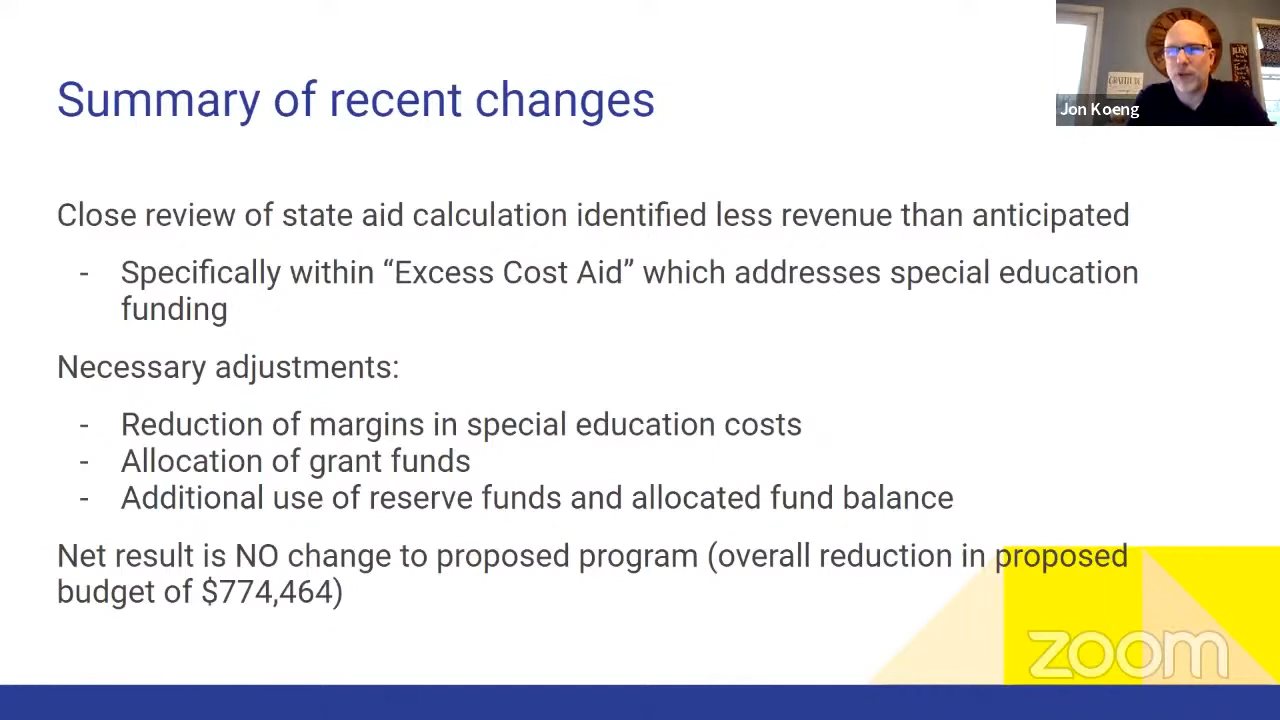 Summary of recent changes
GRATITUDE
BLESS
Jon Koeng
Close review of state aid calculation identified less revenue than anticipated
- Specifically within “Excess Cost Aid” which addresses special education
funding
Necessary adjustments:
- Reduction of margins in special education costs
- Allocation of grant funds
- Additional use of reserve funds and allocated fund balance
Net result is NO change to proposed program (overall reduction in proposed
budget of $774,464)
zoom